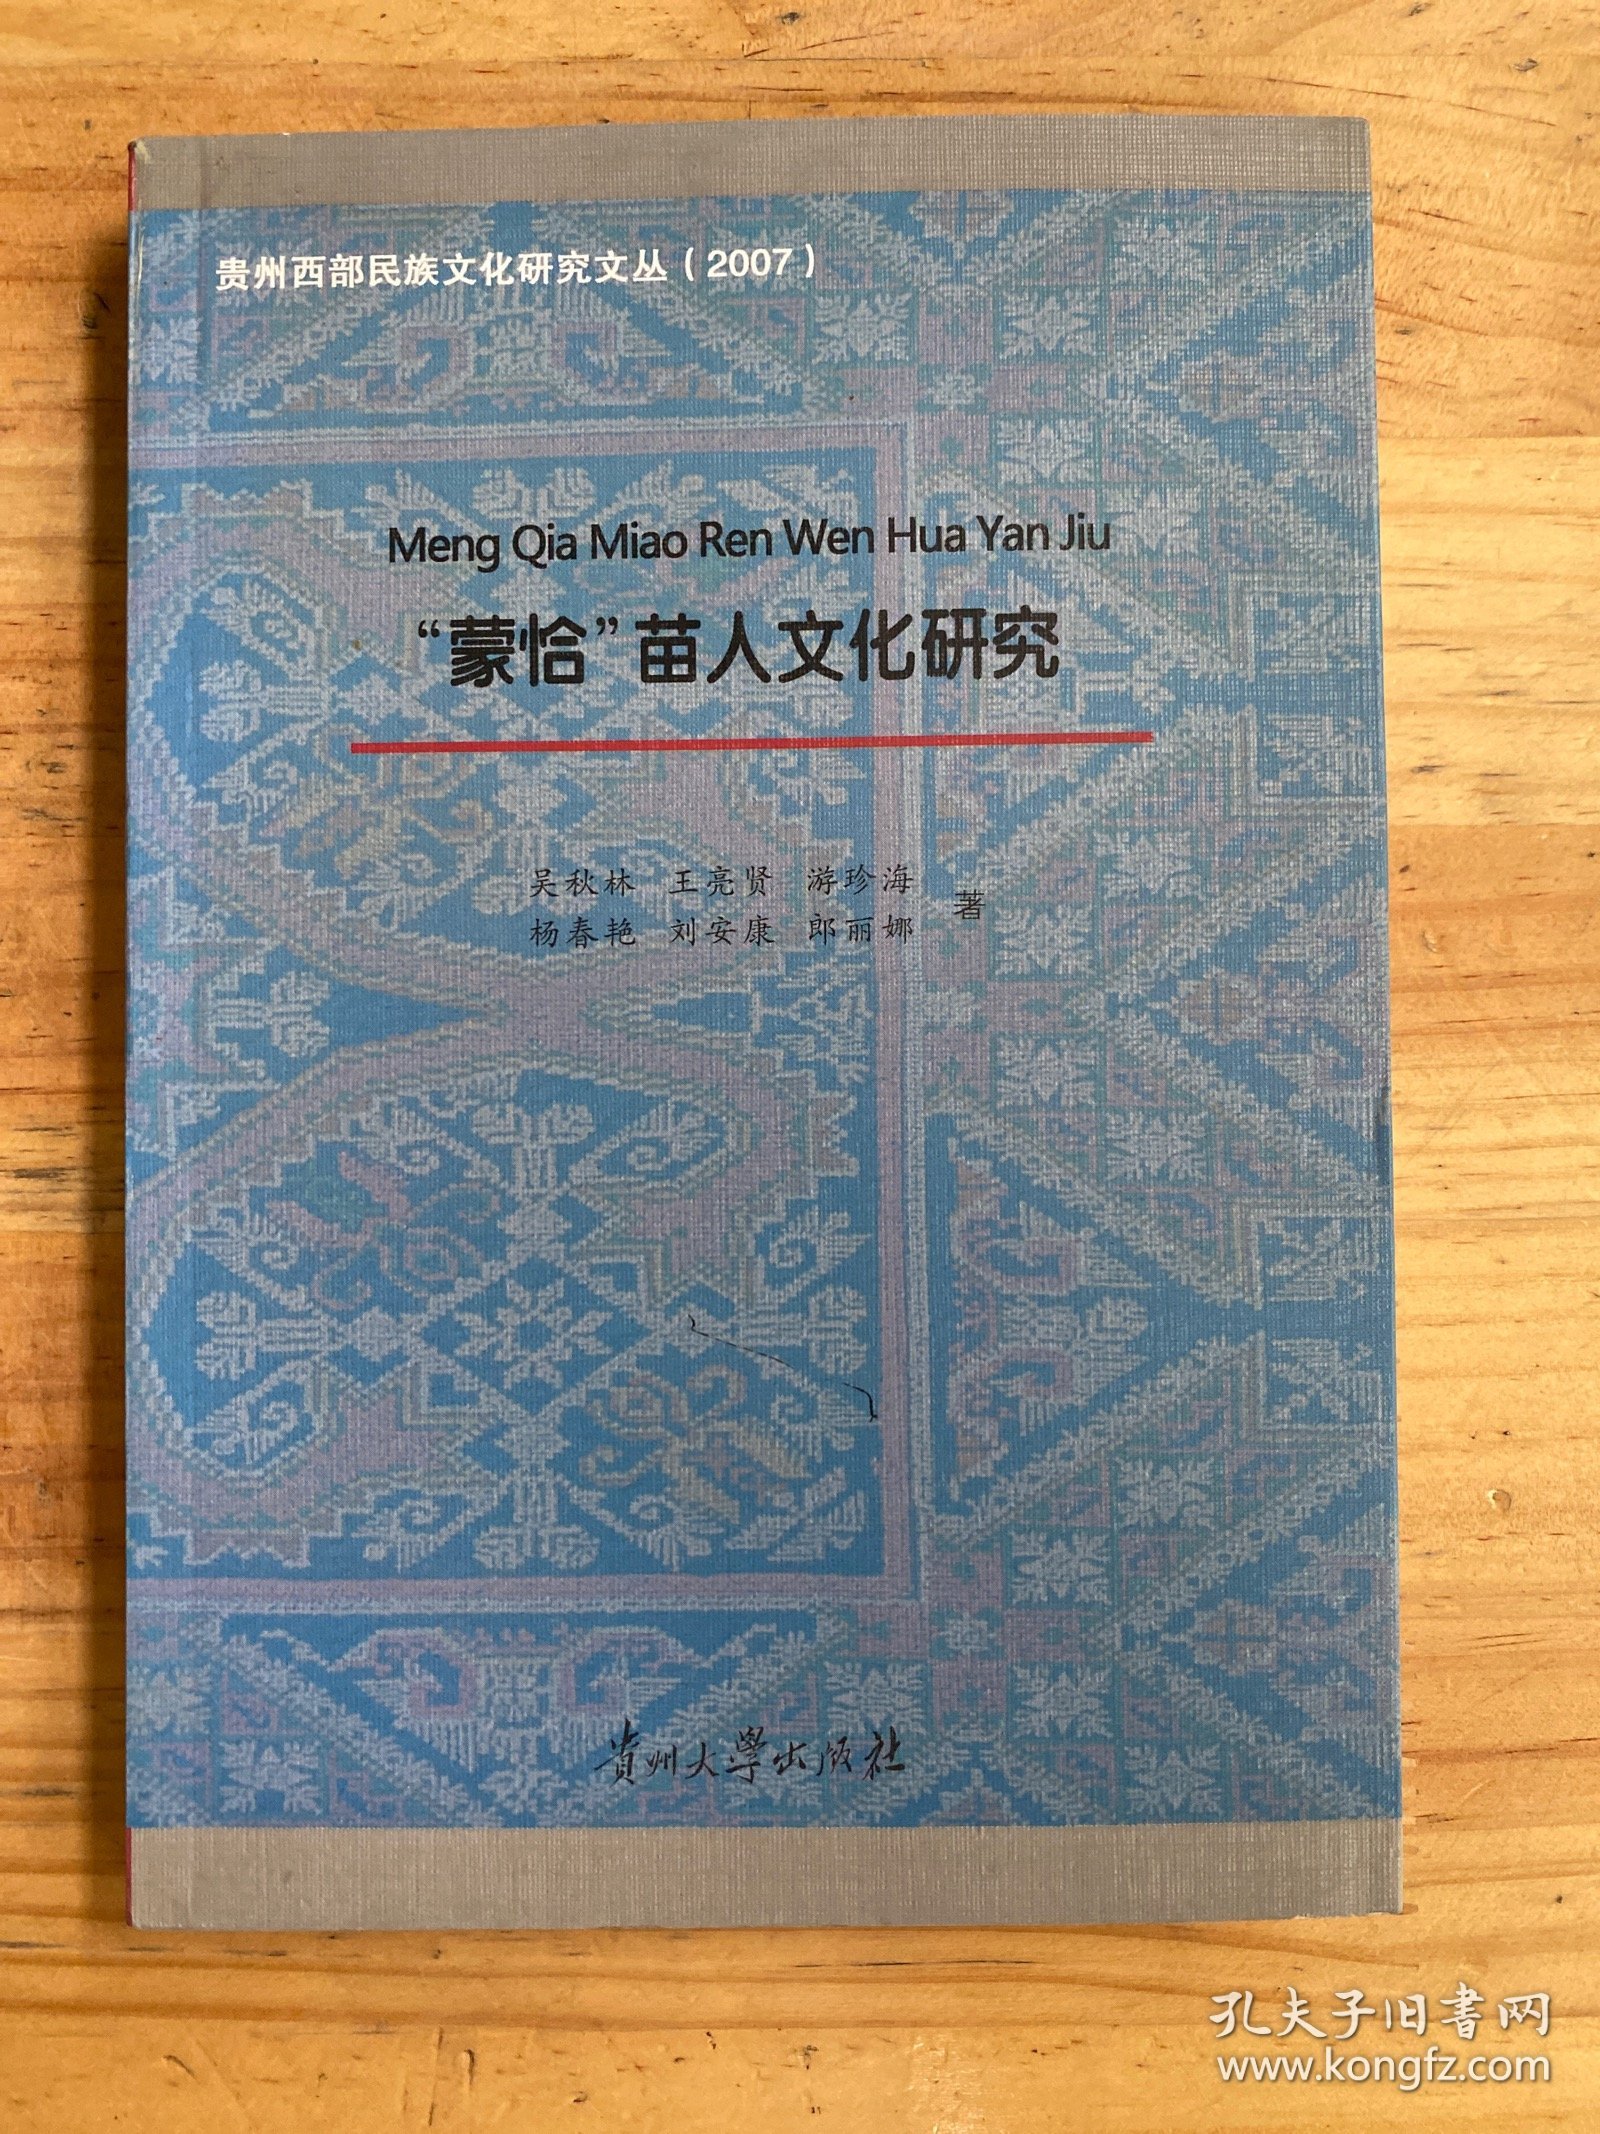 贵州西部民族文化研究文丛（2007）
Meng Qia Miao Ren Wen Hua Yan Jiu
“蒙恰”苗人文化研究
吴秋林 王亮贤 游珍海
杨春艳 刘安康 郎丽娜
著
贵州大學出版社
孔夫子旧书网
www.kongfz.com